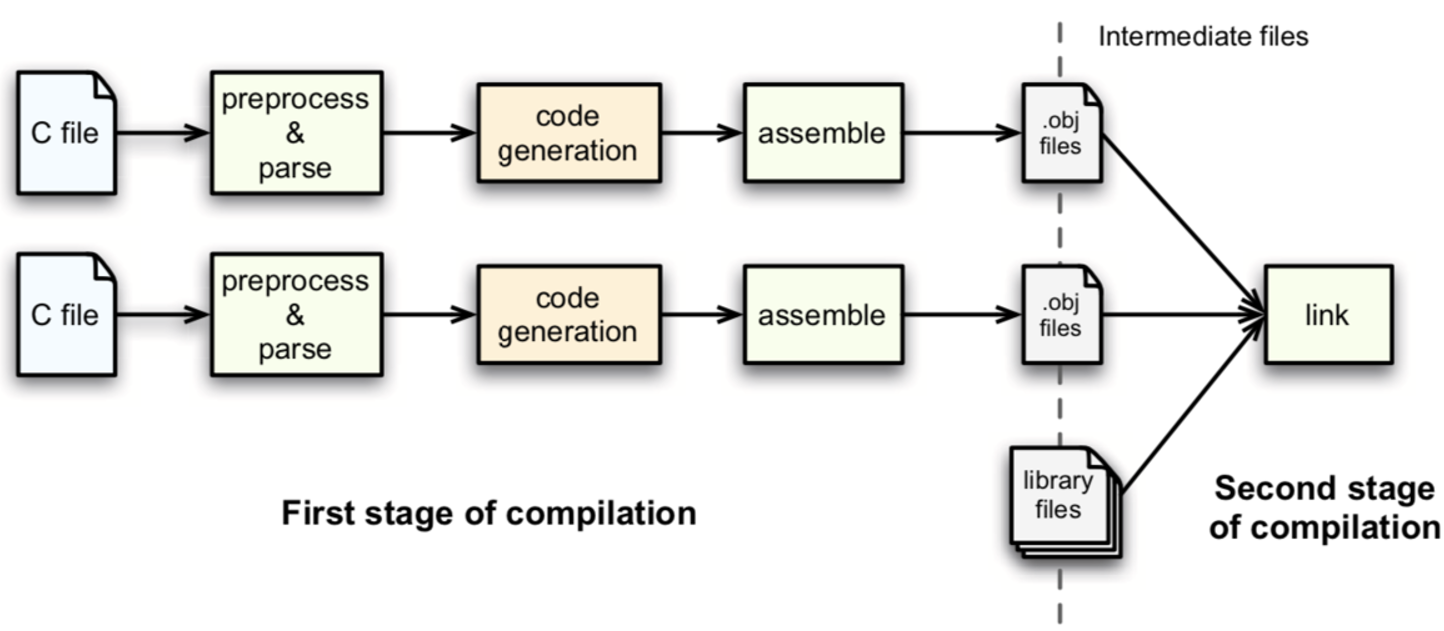 Intermediate files
C file
preprocess
&
parse
code
generation
assemble
.obj
files
C file
preprocess
&
parse
code
generation
assemble
.obj
files
link
library
files
First stage of compilation
Second stage
of compilation